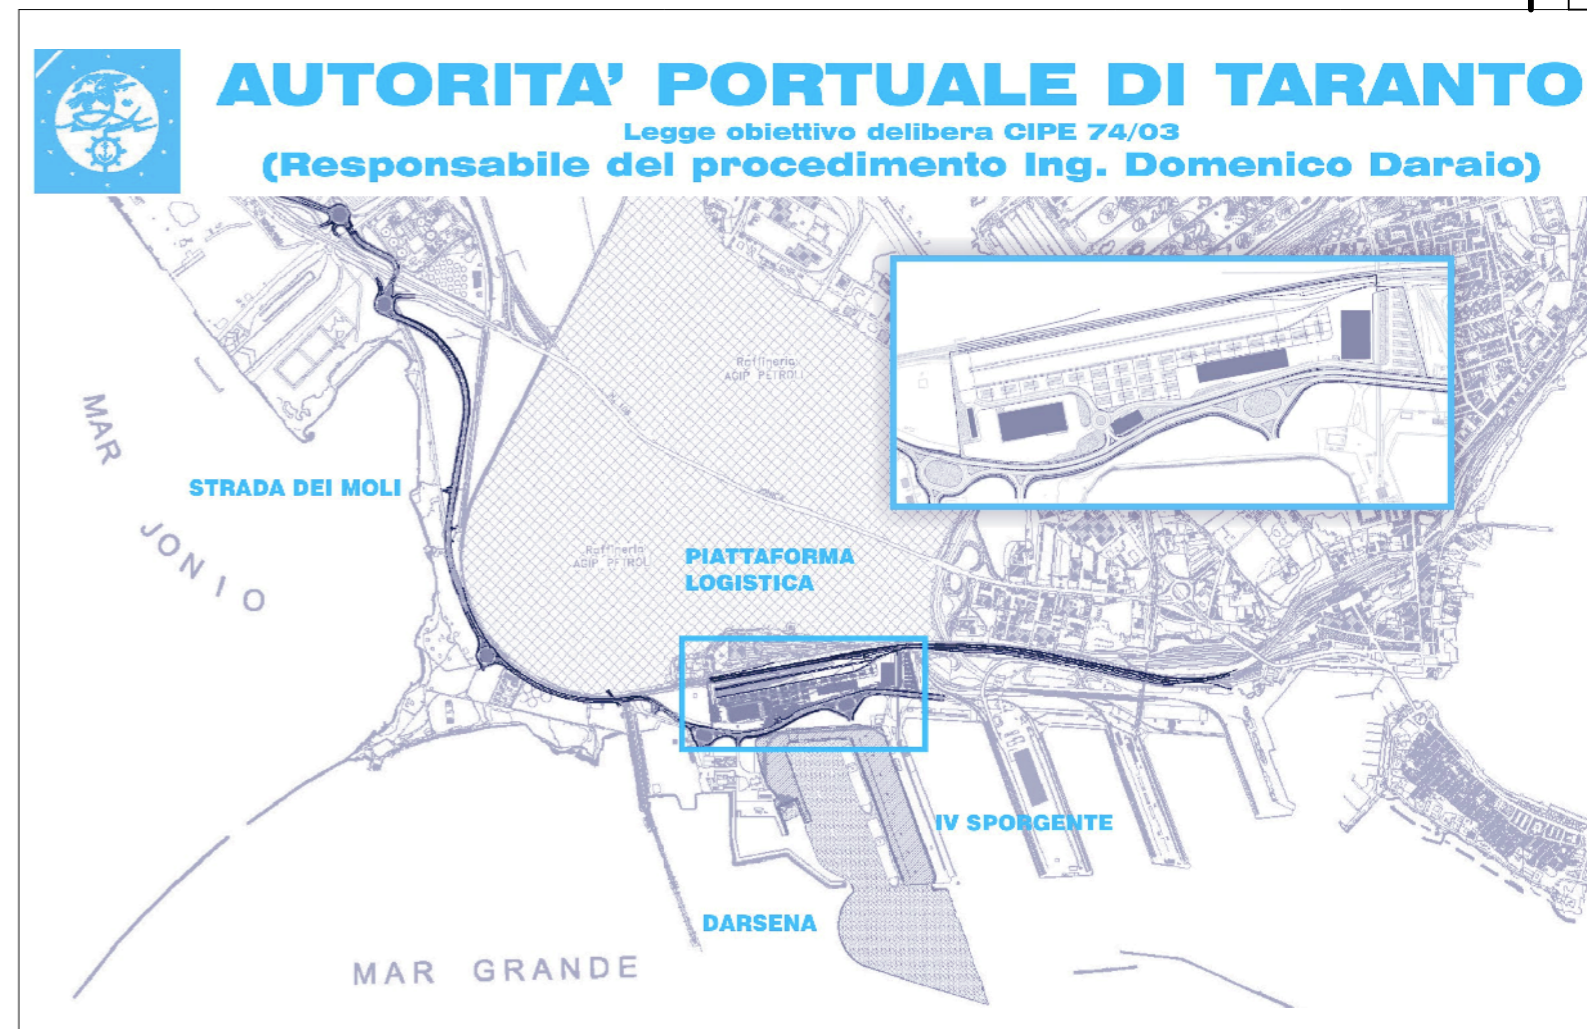 AUTORITA' PORTUALE DI TARANTO
Legge obiettivo delibera CIPE 74/03
(Responsabile del procedimento Ing. Domenico Daraio)
Raffineria
AGIP PETROLI
MAR
JONIO
STRADA DEI MOLI
Raffineria
AGIP PETROLI
PIATTAFORMA
LOGISTICA
IV SPORGENTE
DARSENA
MAR GRANDE